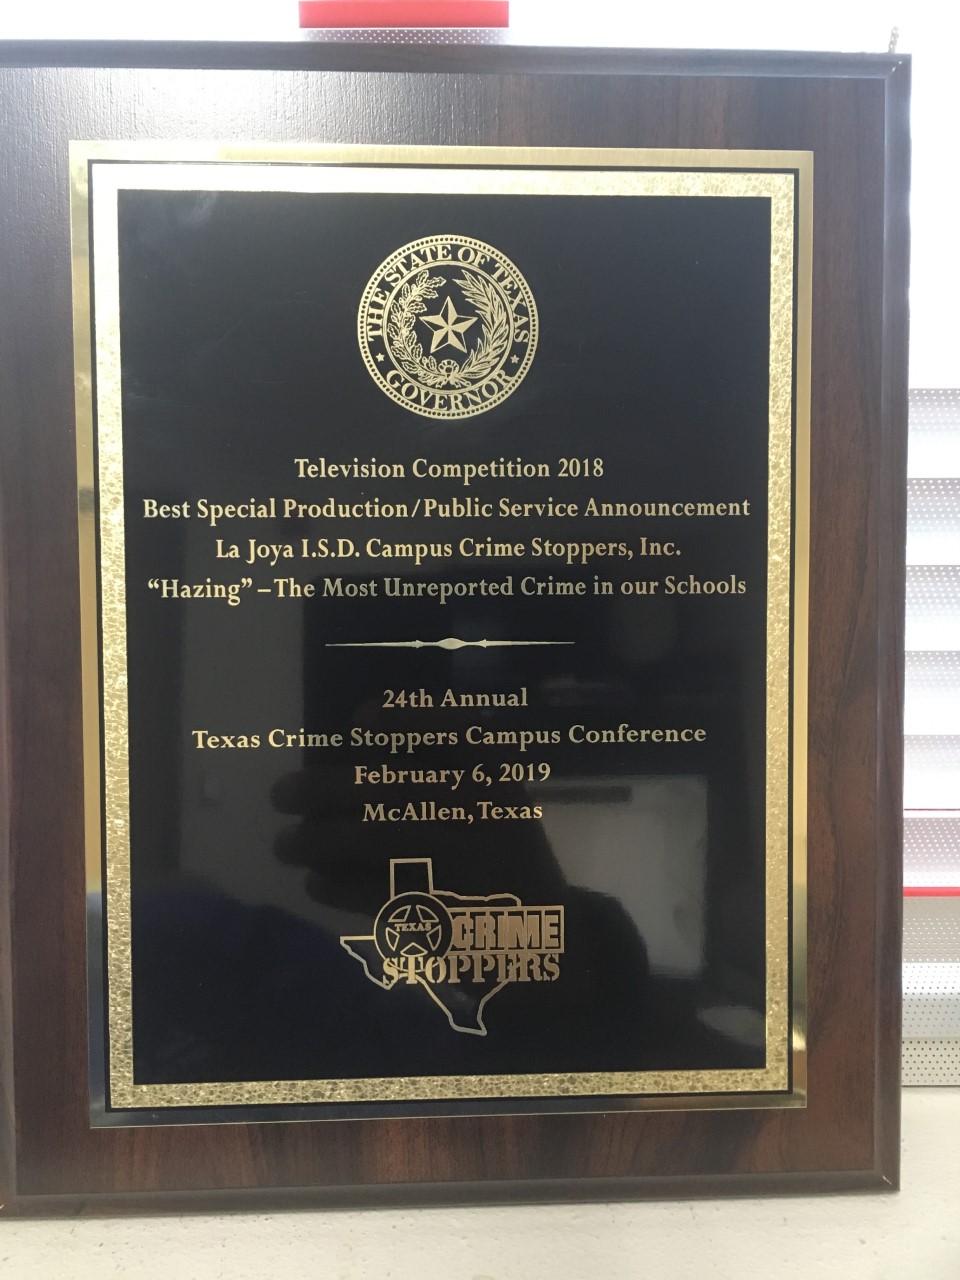 THE STATE OF TEXAS
GOVERNOR
Television Competition 2018
Best Special Production/Public Service Announcement
La Joya I.S.D. Campus Crime Stoppers, Inc.
“Hazing” – The Most Unreported Crime in our Schools
24th Annual
Texas Crime Stoppers Campus Conference
February 6, 2019
McAllen, Texas
TEXAS
CRIME
STOPPERS